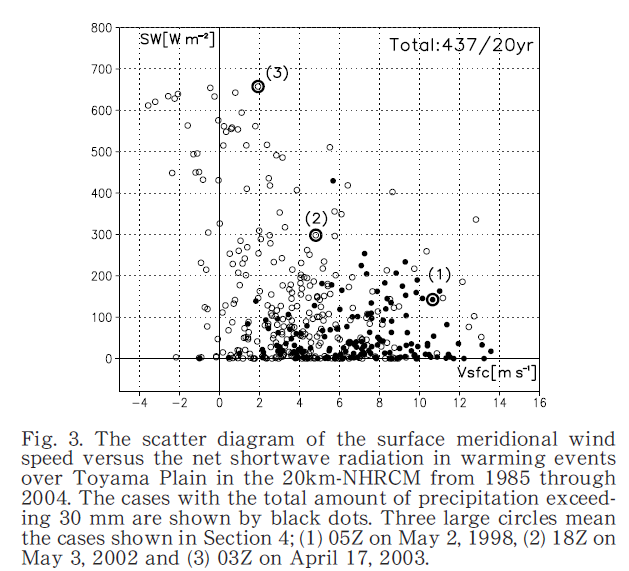 SW[W m⁻²]
Total:437/20yr
800
700
600
500
400
300
200
100
0
(3)
(2)
(1)
Vsfc[m s⁻¹]
−4 −2 0 2 4 6 8 10 12 14 16
Fig. 3. The scatter diagram of the surface meridional wind
speed versus the net shortwave radiation in warming events
over Toyama Plain in the 20km-NHRCM from 1985 through
2004. The cases with the total amount of precipitation exceed-
ing 30 mm are shown by black dots. Three large circles mean
the cases shown in Section 4; (1) 05Z on May 2, 1998, (2) 18Z on
May 3, 2002 and (3) 03Z on April 17, 2003.